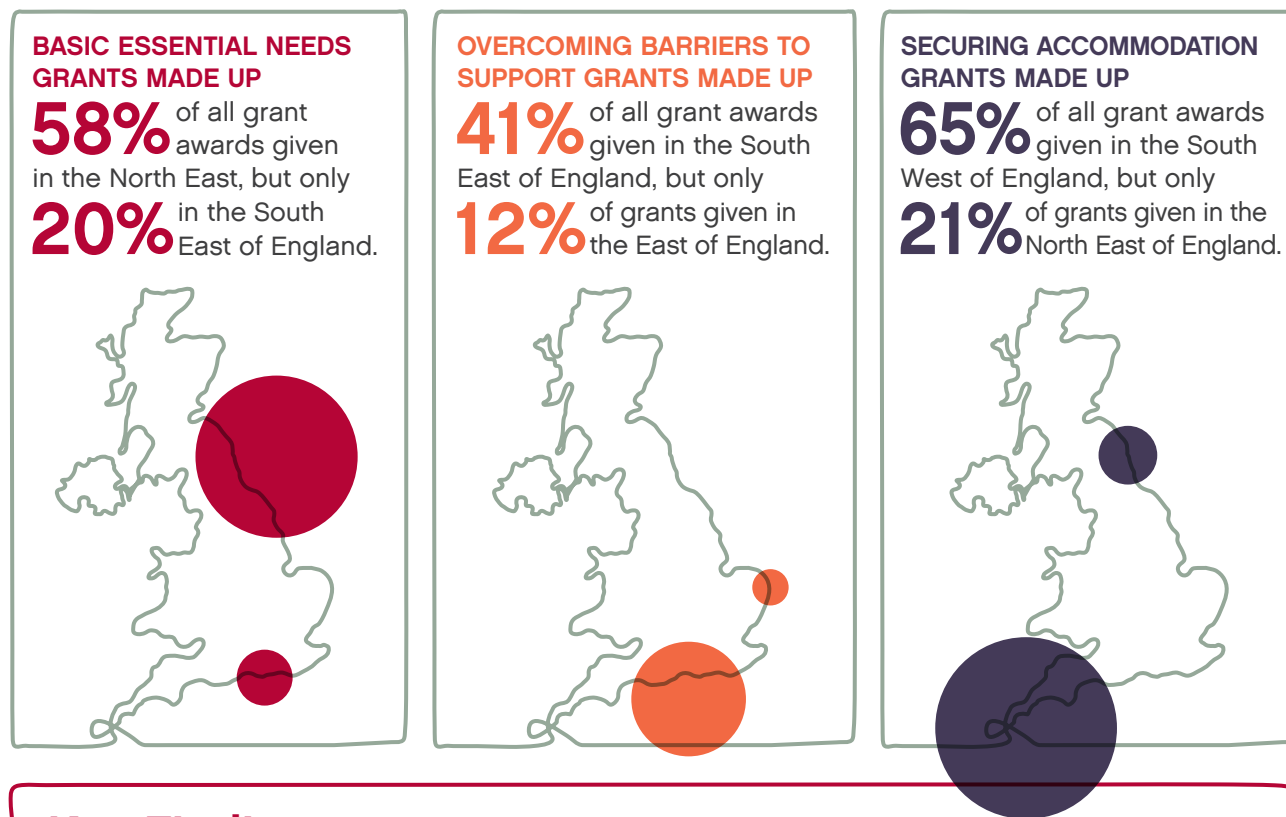 BASIC ESSENTIAL NEEDS
GRANTS MADE UP
58% of all grant
awards given
in the North East, but only
20% in the South
East of England.
OVERCOMING BARRIERS TO
SUPPORT GRANTS MADE UP
41% of all grant awards
given in the South
East of England, but only
12% of grants given in
the East of England.
SECURING ACCOMMODATION
GRANTS MADE UP
65% of all grant awards
given in the South
West of England, but only
21% of grants given in the
North East of England.